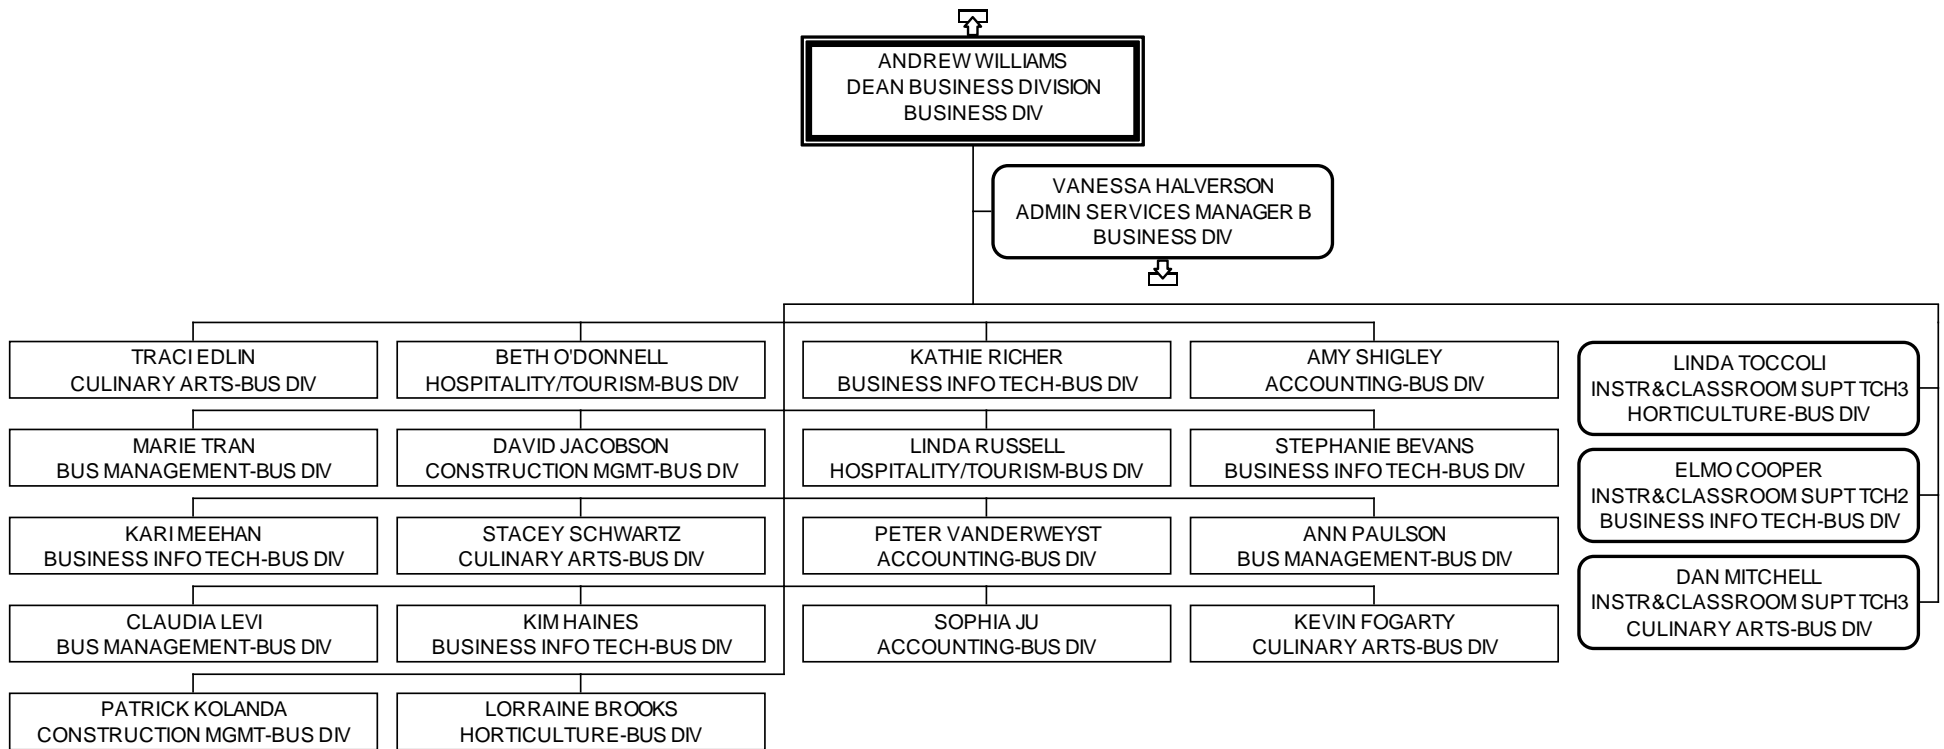 ANDREW WILLIAMS
DEAN BUSINESS DIVISION
BUSINESS DIV
VANESSA HALVERSON
ADMIN SERVICES MANAGER B
BUSINESS DIV
TRACI EDLIN
CULINARY ARTS-BUS DIV
BETH O'DONNELL
HOSPITALITY/TOURISM-BUS DIV
KATHIE RICHER
BUSINESS INFO TECH-BUS DIV
AMY SHIGLEY
ACCOUNTING-BUS DIV
LINDA TOCCOLI
INSTR&CLASSROOM SUPT TCH3
HORTICULTURE-BUS DIV
MARIE TRAN
BUS MANAGEMENT-BUS DIV
DAVID JACOBSON
CONSTRUCTION MGMT-BUS DIV
LINDA RUSSELL
HOSPITALITY/TOURISM-BUS DIV
STEPHANIE BEVANS
BUSINESS INFO TECH-BUS DIV
ELMO COOPER
INSTR&CLASSROOM SUPT TCH2
BUSINESS INFO TECH-BUS DIV
KARI MEEHAN
BUSINESS INFO TECH-BUS DIV
STACEY SCHWARTZ
CULINARY ARTS-BUS DIV
PETER VANDERWEYST
ACCOUNTING-BUS DIV
ANN PAULSON
BUS MANAGEMENT-BUS DIV
DAN MITCHELL
INSTR&CLASSROOM SUPT TCH3
CULINARY ARTS-BUS DIV
CLAUDIA LEVI
BUS MANAGEMENT-BUS DIV
KIM HAINES
BUSINESS INFO TECH-BUS DIV
SOPHIA JU
ACCOUNTING-BUS DIV
KEVIN FOGARTY
CULINARY ARTS-BUS DIV
PATRICK KOLANDA
CONSTRUCTION MGMT-BUS DIV
LORRAINE BROOKS
HORTICULTURE-BUS DIV